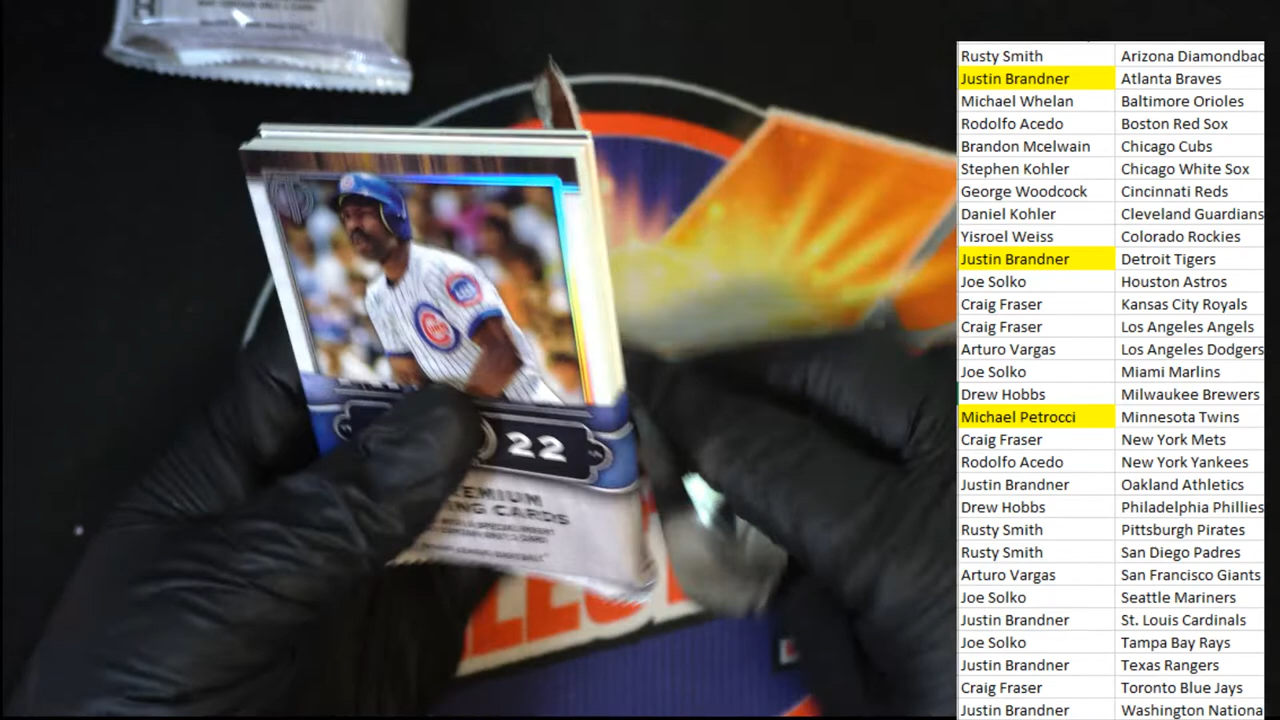 22
PREMIUM
TRADING CARDS
Rusty Smith Arizona Diamondbac
Justin Brandner Atlanta Braves
Michael Whelan Baltimore Orioles
Rodolfo Acedo Boston Red Sox
Brandon Mcelwain Chicago Cubs
Stephen Kohler Chicago White Sox
George Woodcock Cincinnati Reds
Daniel Kohler Cleveland Guardians
Yisroel Weiss Colorado Rockies
Justin Brandner Detroit Tigers
Joe Solko Houston Astros
Craig Fraser Kansas City Royals
Craig Fraser Los Angeles Angels
Arturo Vargas Los Angeles Dodgers
Joe Solko Miami Marlins
Drew Hobbs Milwaukee Brewers
Michael Petrocci Minnesota Twins
Craig Fraser New York Mets
Rodolfo Acedo New York Yankees
Justin Brandner Oakland Athletics
Drew Hobbs Philadelphia Phillies
Rusty Smith Pittsburgh Pirates
Rusty Smith San Diego Padres
Arturo Vargas San Francisco Giants
Joe Solko Seattle Mariners
Justin Brandner St. Louis Cardinals
Joe Solko Tampa Bay Rays
Justin Brandner Texas Rangers
Craig Fraser Toronto Blue Jays
Justin Brandner Washington Nationa